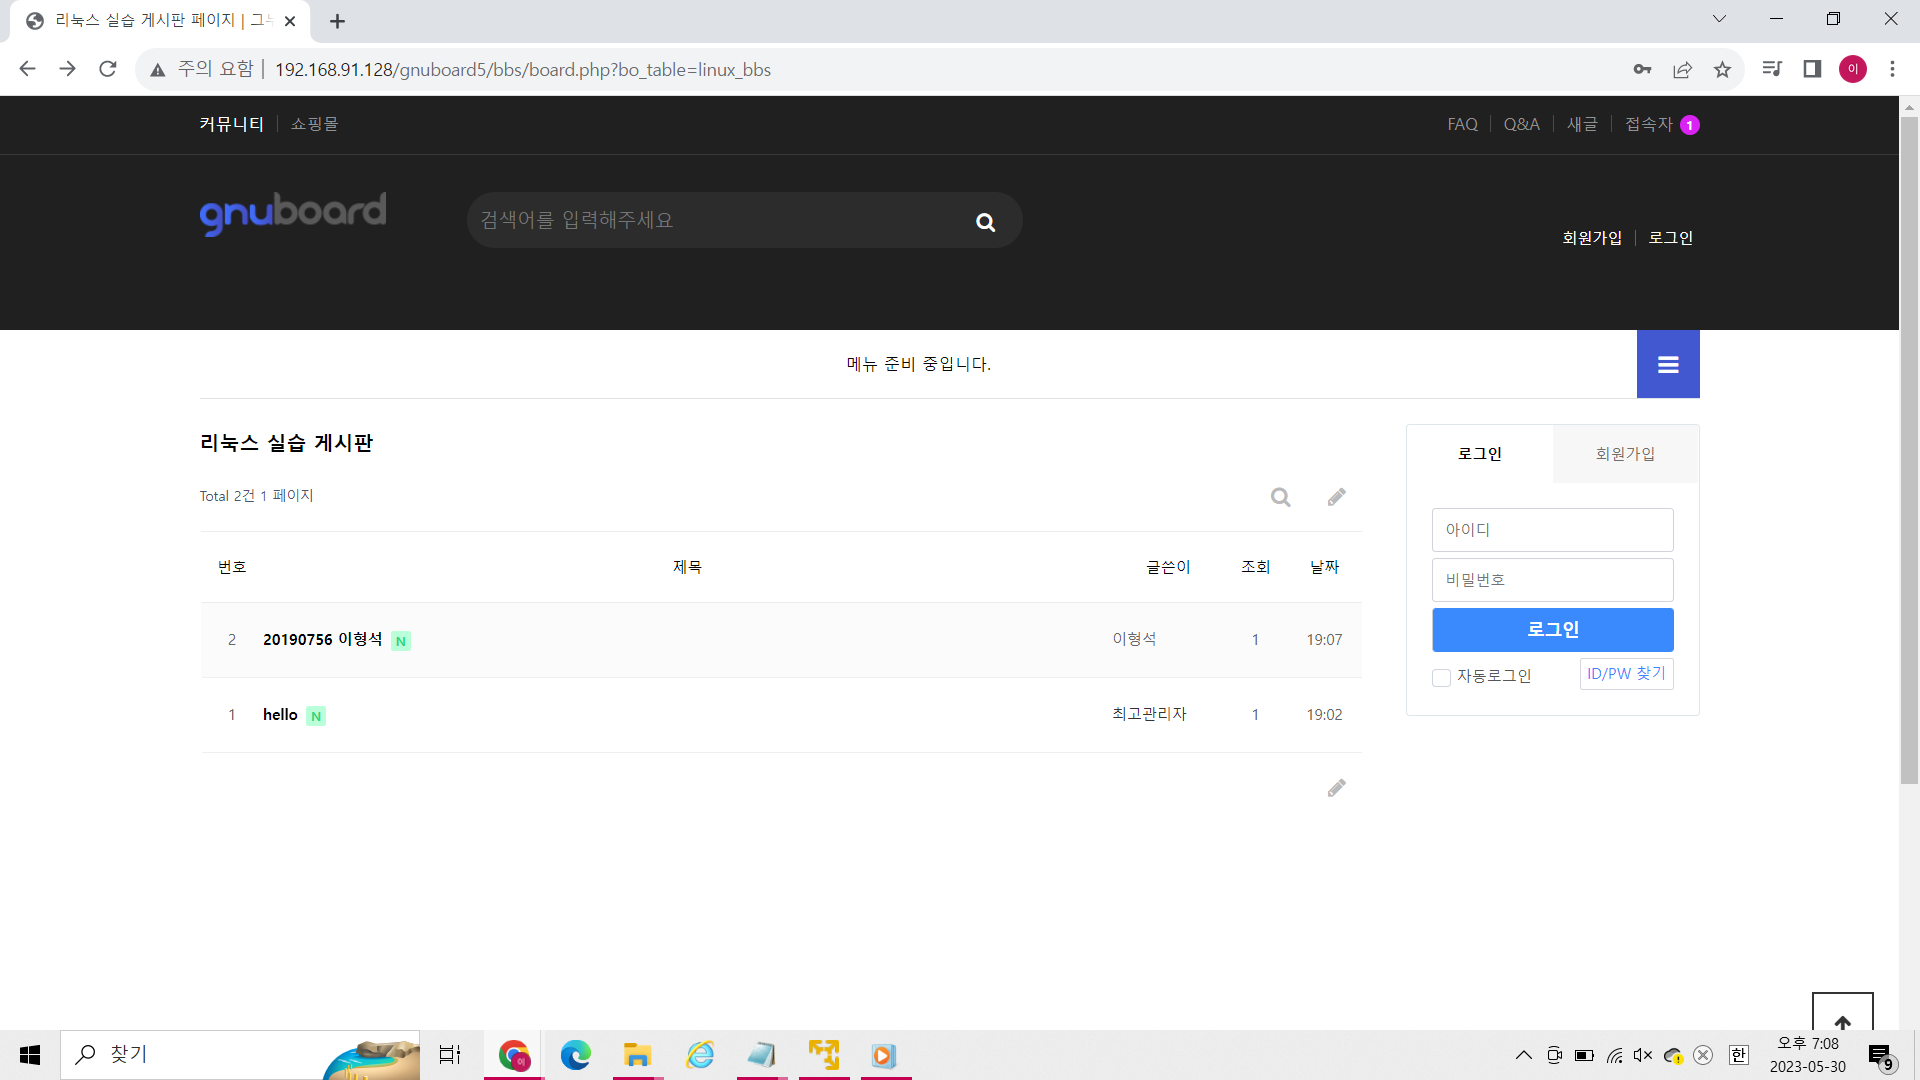 리눅스 실습 게시판 페이지 | 그
주의 요함 | 192.168.91.128/gnuboard5/bbs/board.php?bo_table=linux_bbs
이
커뮤니티 쇼핑몰
FAQ Q&A 새글 접속자 1
gnuboard
검색어를 입력해주세요
회원가입 로그인
메뉴 준비 중입니다.
리눅스 실습 게시판
Total 2건 1 페이지
번호 제목 글쓴이 조회 날짜
2 20190756 이형석 N 이형석 1 19:07
1 hello N 최고관리자 1 19:02
로그인 회원가입
아이디
비밀번호
로그인
자동로그인 ID/PW 찾기
찾기
이
한
오후 7:08
2023-05-30
9